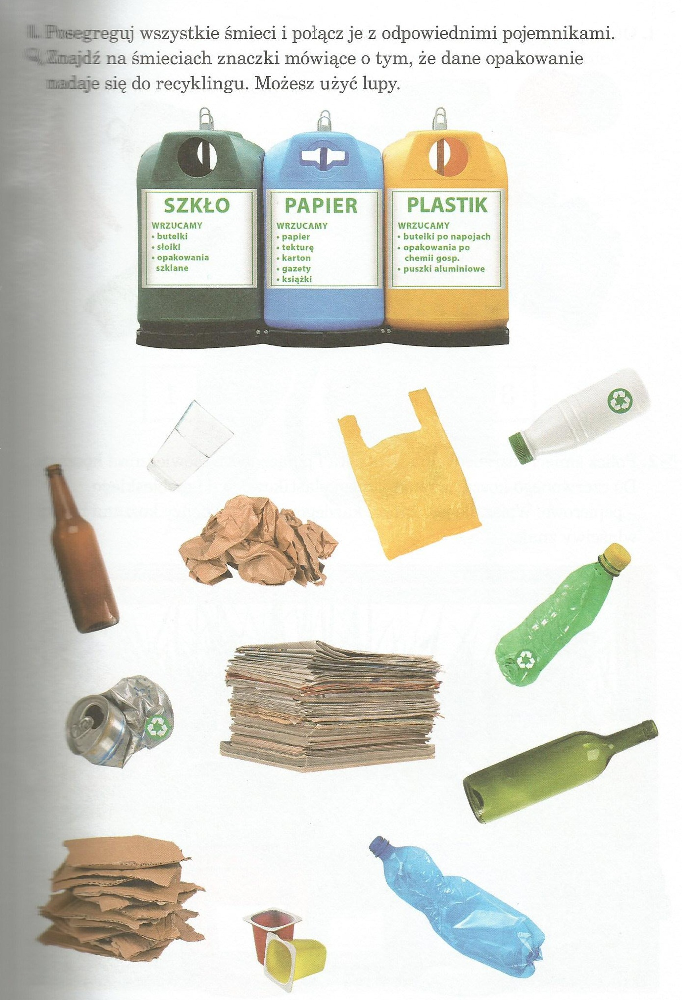 1. Posegreguj wszystkie śmieci i połącz je z odpowiednimi pojemnikami.
Znajdź na śmieciach znaczki mówiące o tym, że dane opakowanie
nadaje się do recyklingu. Możesz użyć lupy.
SZKŁO
WRZUCAMY
• butelki
• słoiki
• opakowania
szklane
PAPIER
WRZUCAMY
• papier
• tekturę
• karton
• gazety
• książki
PLASTIK
WRZUCAMY
• butelki po napojach
• opakowania po
chemii gosp.
• puszki aluminiowe